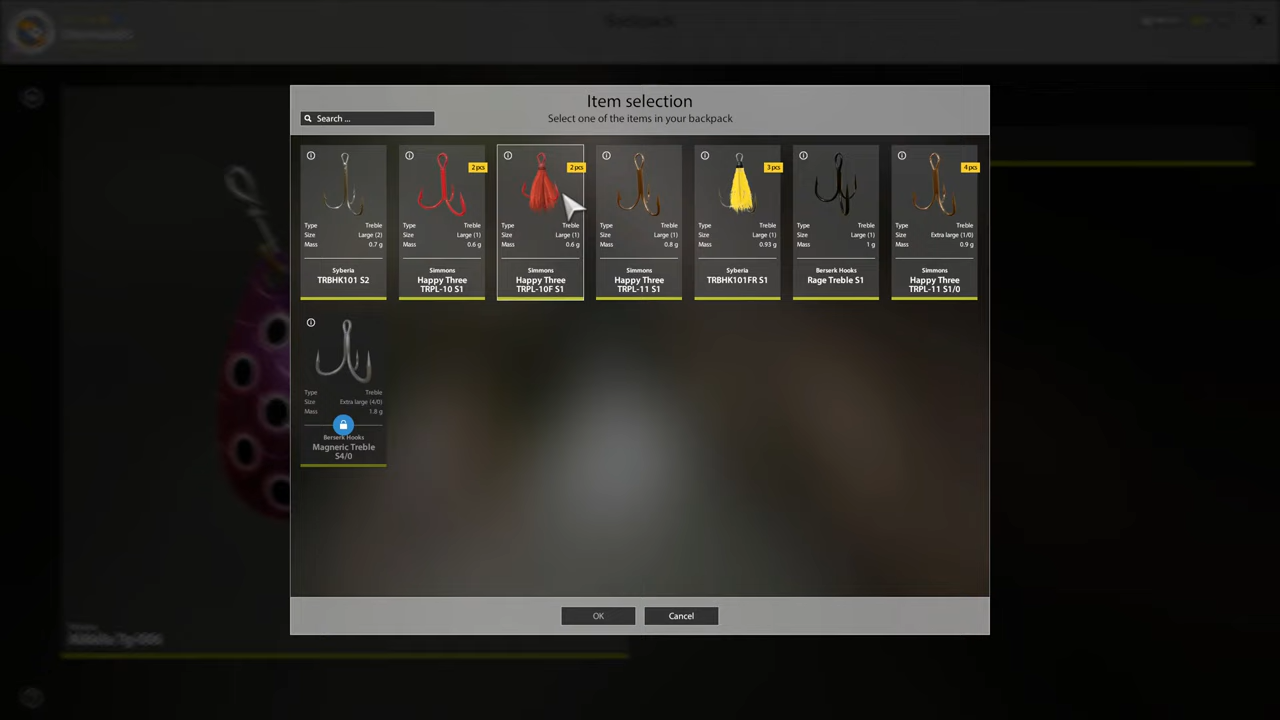 Item selection
Search ...
Select one of the items in your backpack
Type Treble
Size Large (2)
Mass 0.7 g
Syberia
TRBHK101 S2
2 pcs
Type Treble
Size Large (1)
Mass 0.6 g
Simmons
Happy Three
TRPL-10 S1
2 pcs
Type Treble
Size Large (1)
Mass 0.6 g
Simmons
Happy Three
TRPL-10F S1
Type Treble
Size Large (1)
Mass 0.8 g
Simmons
Happy Three
TRPL-11 S1
3 pcs
Type Treble
Size Large (1)
Mass 0.93 g
Syberia
TRBHK101FR S1
Type Treble
Size Large (1)
Mass 1 g
Berserk Hooks
Rage Treble S1
4 pcs
Type Treble
Size Extra large (1/0)
Mass 0.9 g
Simmons
Happy Three
TRPL-11 S1/0
Type Treble
Size Extra large (4/0)
Mass 1.8 g
Berserk Hooks
Magneric Treble
S4/0
OK
Cancel